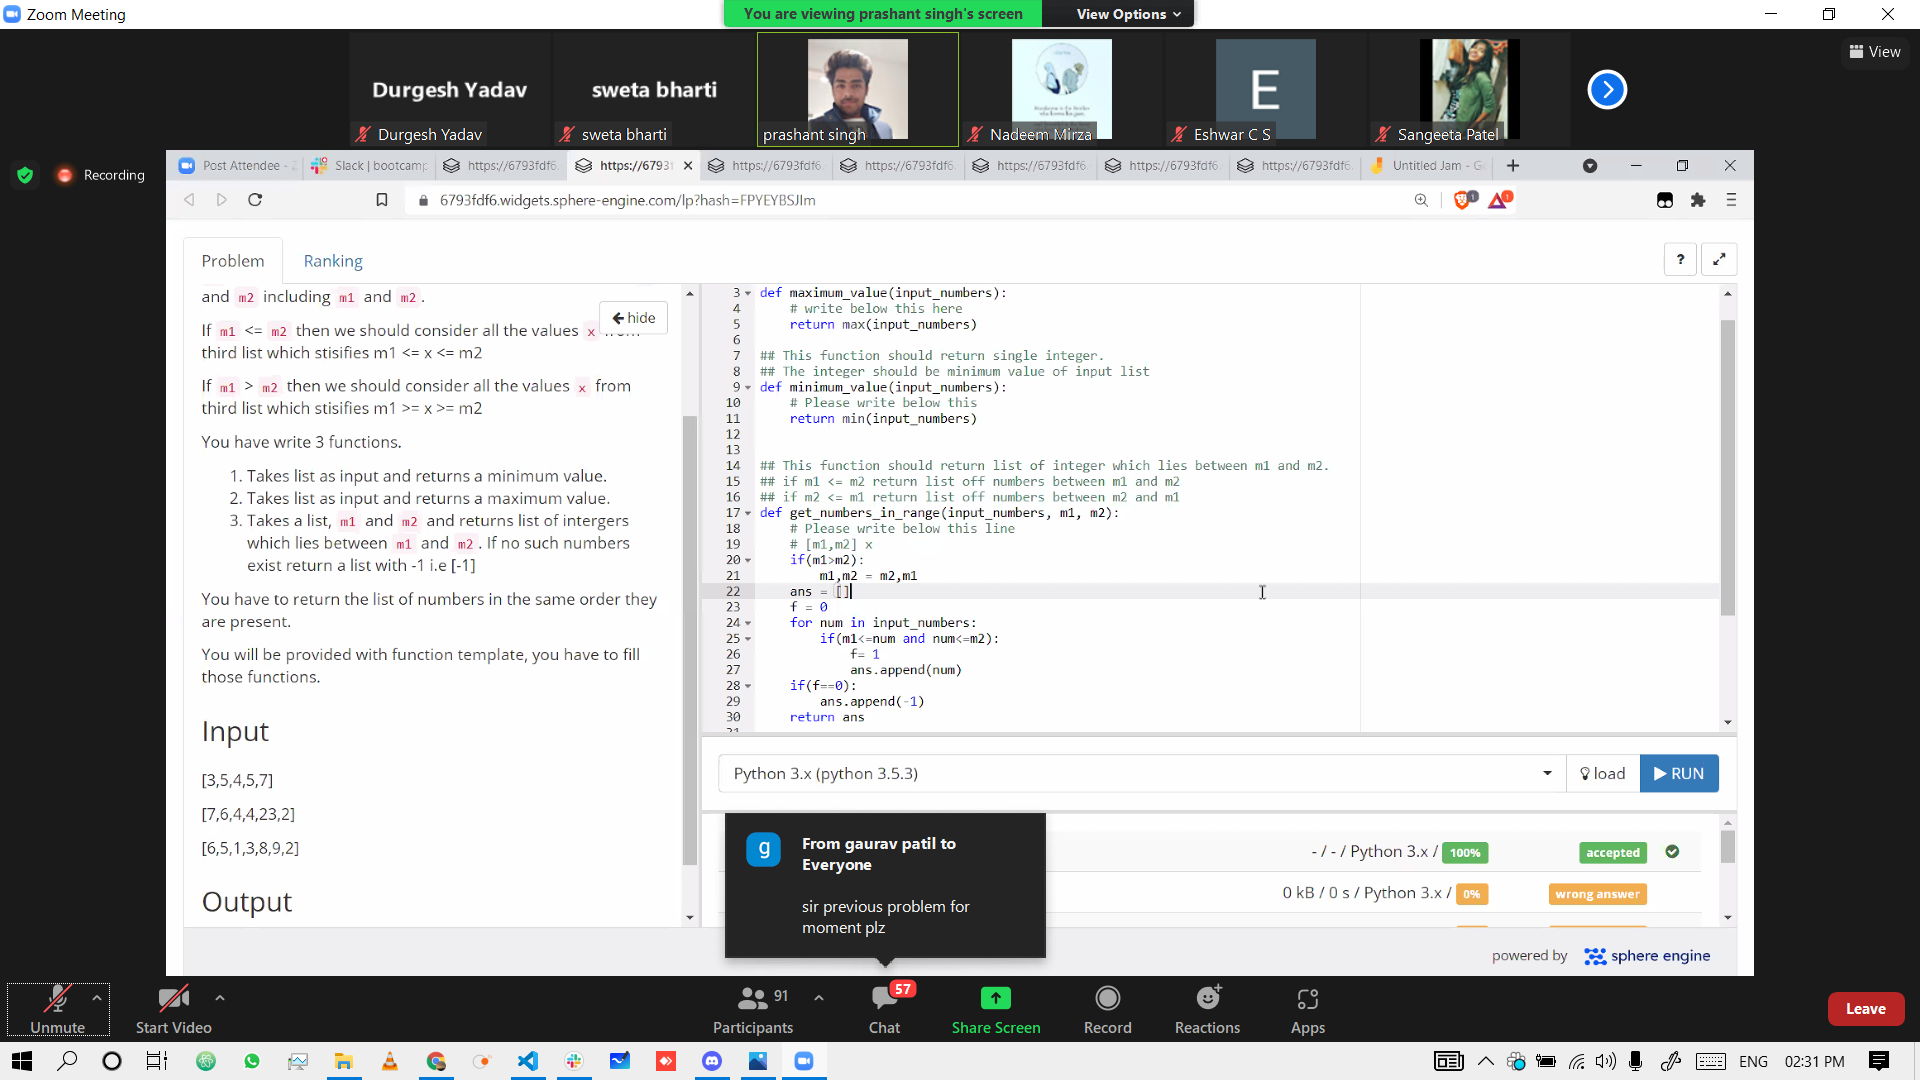 Zoom Meeting
You are viewing prashant singh's screen
View Options
View
Durgesh Yadav
sweta bharti
E
Durgesh Yadav
sweta bharti
prashant singh
Nadeem Mirza
Eshwar C S
Sangeeta Patel
Recording
Post Attendee -
Slack | bootcamp
https://6793fdf6.
https://6793f
https://6793fdf6.
https://6793fdf6.
https://6793fdf6.
https://6793fdf6.
https://6793fdf6.
Untitled Jam - G
6793fdf6.widgets.sphere-engine.com/lp?hash=FPYEYBSJIm
1
1
Problem
Ranking
?
and m2 including m1 and m2 .
hide
If m1 <= m2 then we should consider all the values x
third list which stisifies m1 <= x <= m2
If m1 > m2 then we should consider all the values x from
third list which stisifies m1 >= x >= m2
You have write 3 functions.
1. Takes list as input and returns a minimum value.
2. Takes list as input and returns a maximum value.
3. Takes a list, m1 and m2 and returns list of intergers
which lies between m1 and m2 . If no such numbers
exist return a list with -1 i.e [-1]
You have to return the list of numbers in the same order they
are present.
You will be provided with function template, you have to fill
those functions.
Input
[3,5,4,5,7]
[7,6,4,4,23,2]
[6,5,1,3,8,9,2]
Output
3 def maximum_value(input_numbers):
4 # write below this here
5 return max(input_numbers)
6
7 ## This function should return single integer.
8 ## The integer should be minimum value of input list
9 def minimum_value(input_numbers):
10 # Please write below this
11 return min(input_numbers)
12
13
14 ## This function should return list of integer which lies between m1 and m2.
15 ## if m1 <= m2 return list off numbers between m1 and m2
16 ## if m2 <= m1 return list off numbers between m2 and m1
17 def get_numbers_in_range(input_numbers, m1, m2):
18 # Please write below this line
19 # [m1,m2] x
20 if(m1>m2):
21 m1,m2 = m2,m1
22 ans = []
23 f = 0
24 for num in input_numbers:
25 if(m1<=num and num<=m2):
26 f= 1
27 ans.append(num)
28 if(f==0):
29 ans.append(-1)
30 return ans
31
Python 3.x (python 3.5.3)
load
RUN
- / - / Python 3.x / 100% accepted
0 kB / 0 s / Python 3.x / 0% wrong answer
g
From gaurav patil to
Everyone
sir previous problem for
moment plz
powered by sphere engine
Unmute
Start Video
91
Participants
57
Chat
Share Screen
Record
Reactions
Apps
Leave
ENG
02:31 PM